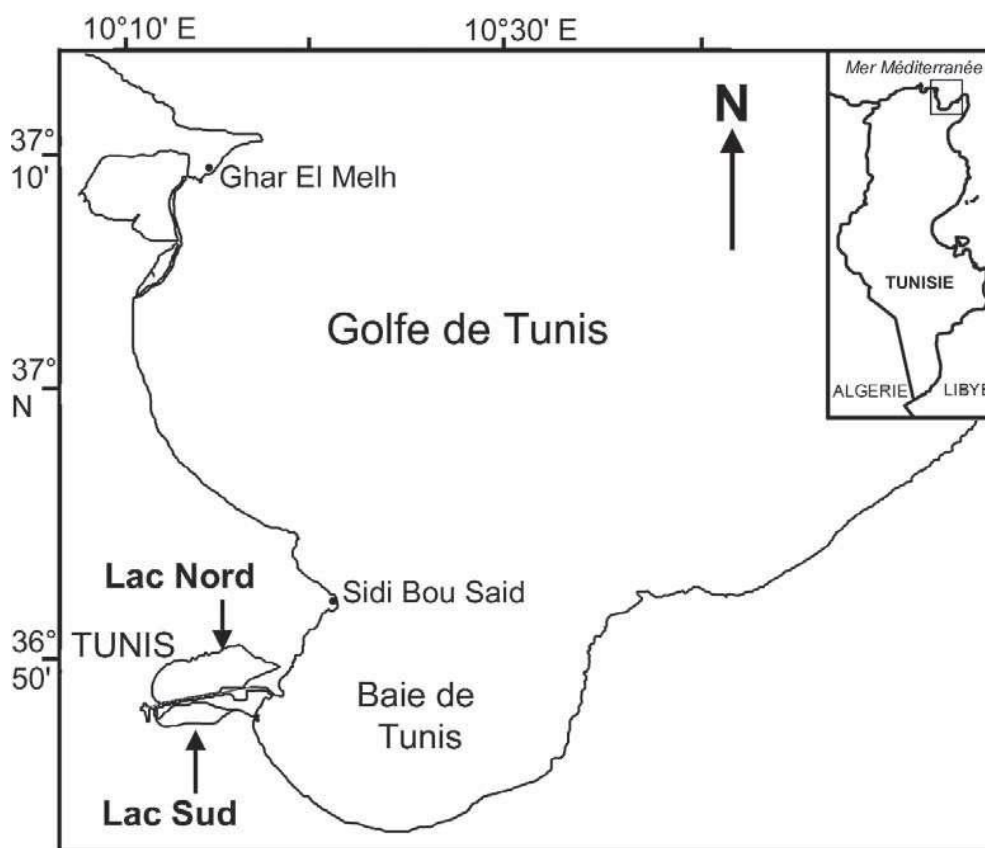 10°10' E
10°30' E
Mer Méditerranée
N
37°
10'
Ghar El Melh
TUNISIE
Golfe de Tunis
37°
N
ALGERIE
LIBYE
Lac Nord
Sidi Bou Said
TUNIS
36°
50'
Baie de
Tunis
Lac Sud